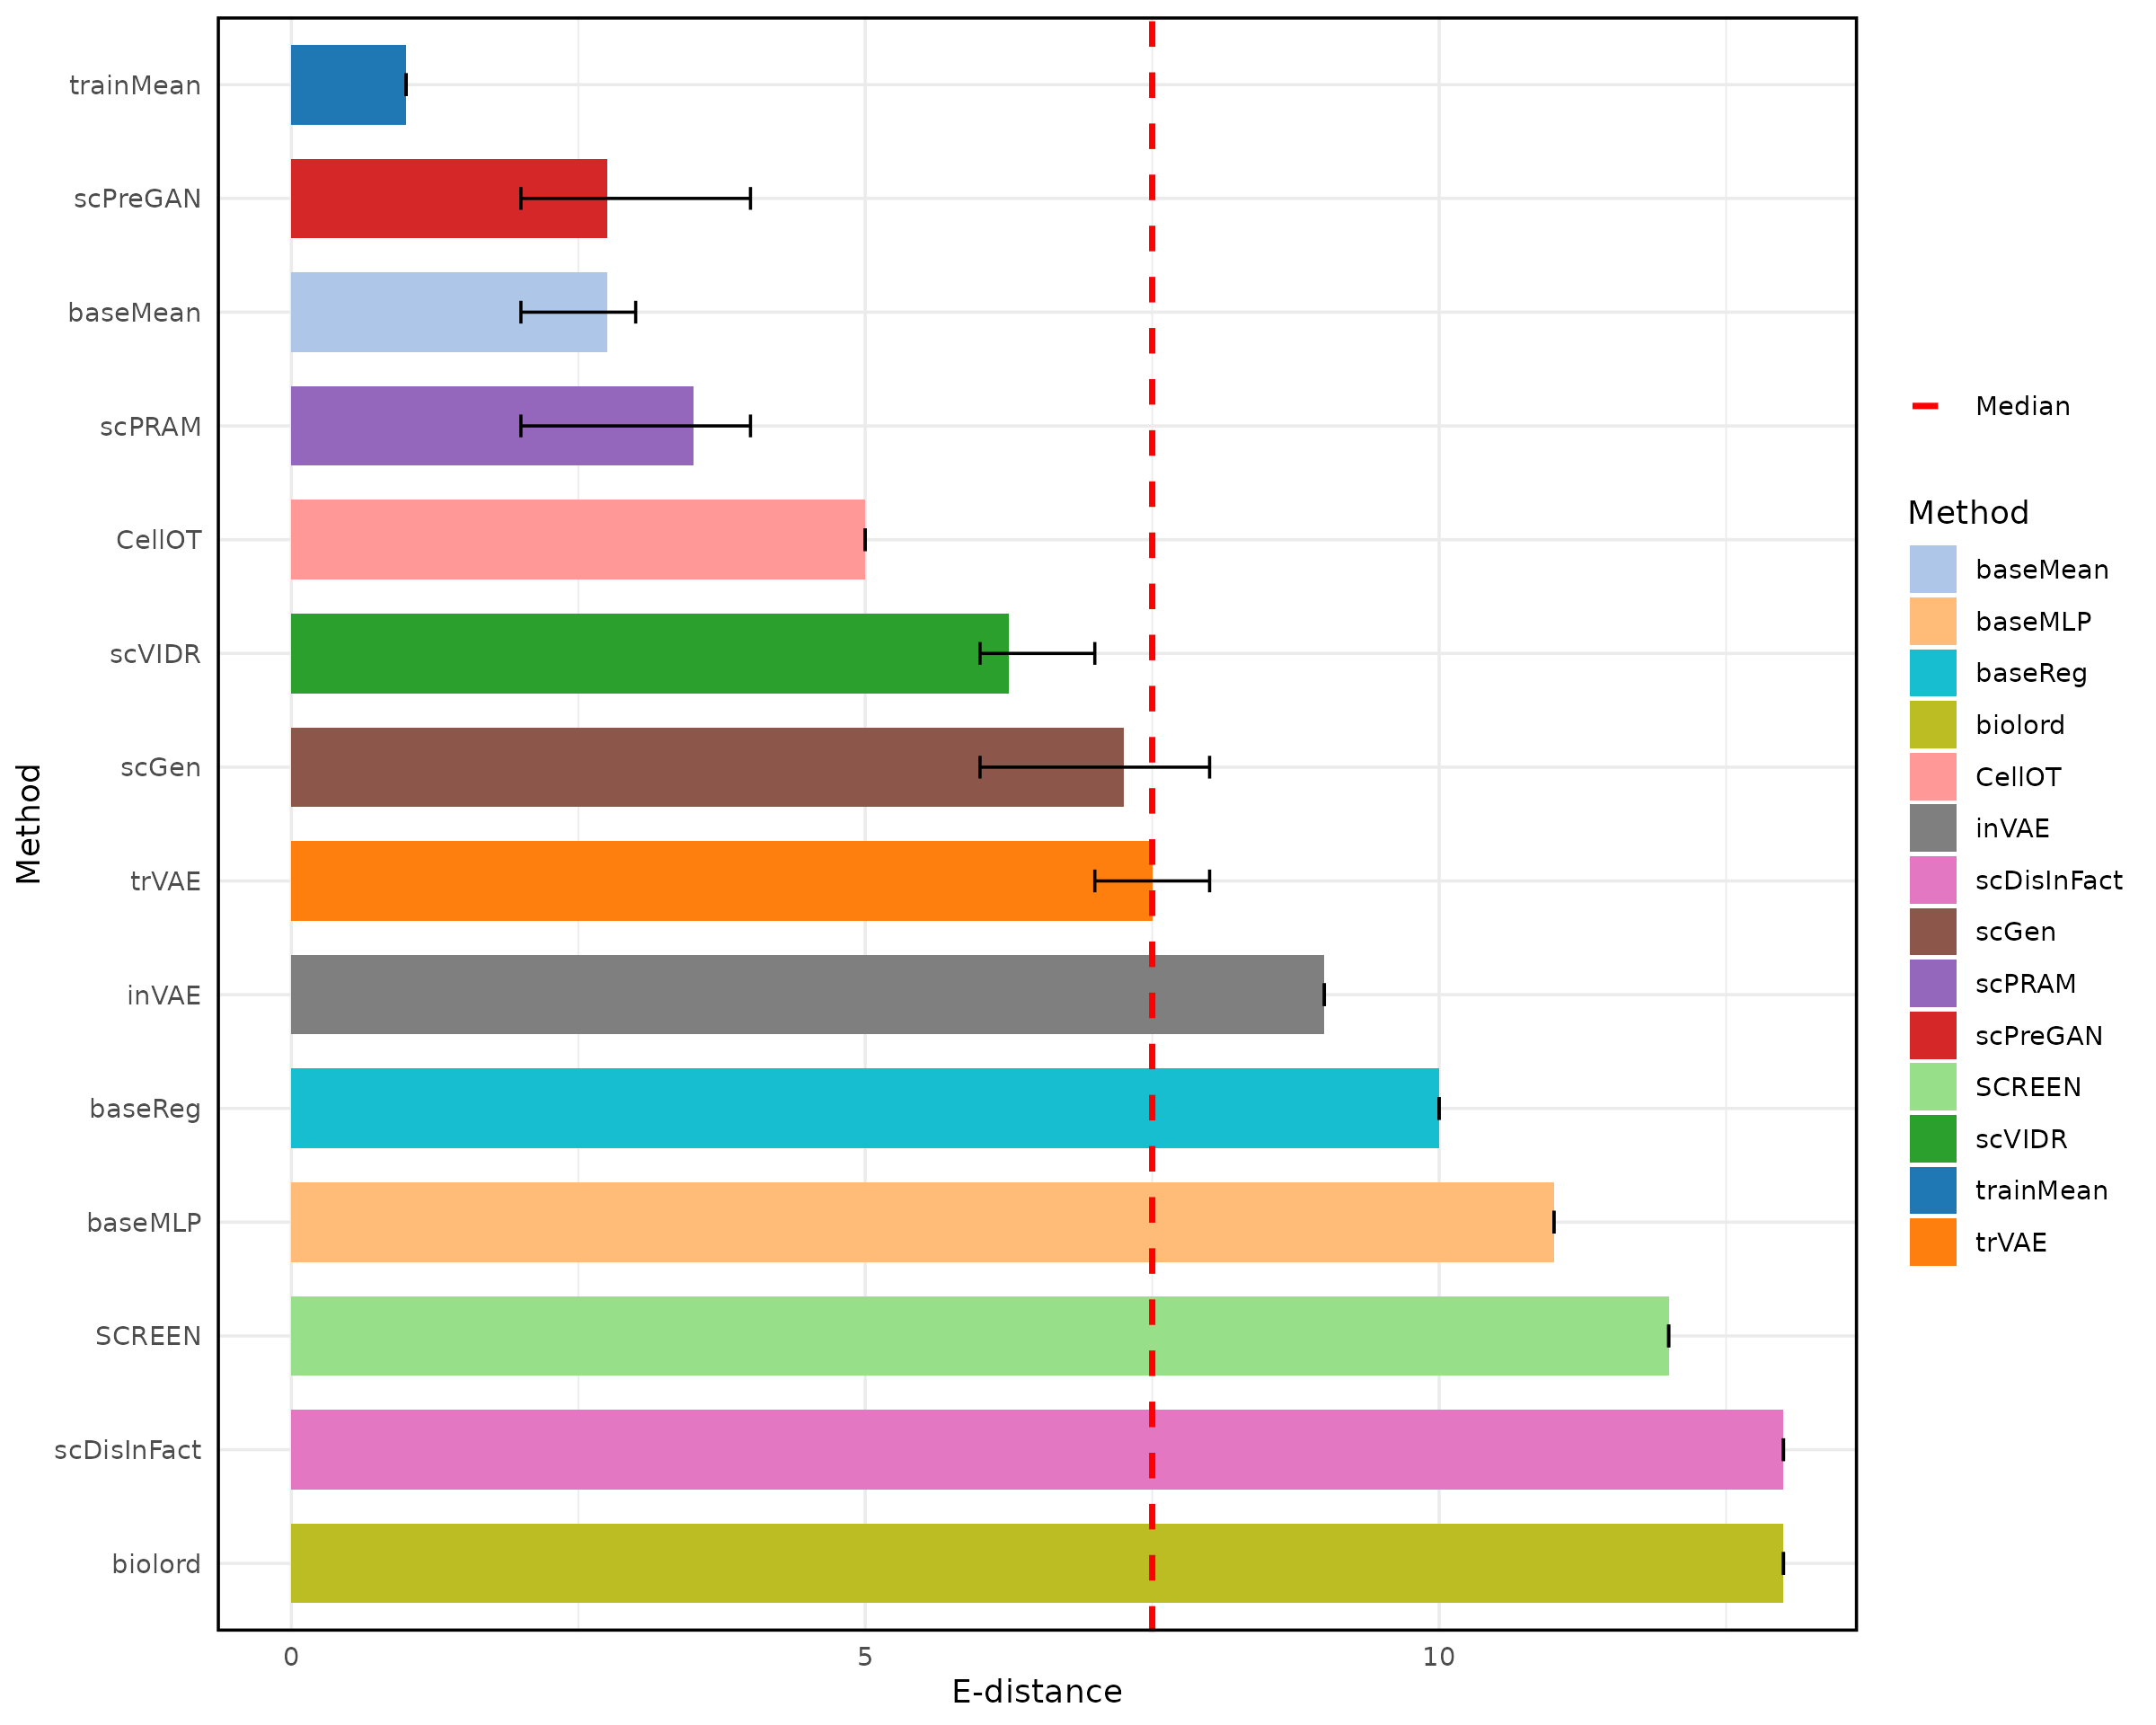 Method
trainMean
scPreGAN
baseMean
scPRAM
CellOT
scVIDR
scGen
trVAE
inVAE
baseReg
baseMLP
SCREEN
scDisInFact
biolord
0 5 10
E-distance
Median
Method
baseMean
baseMLP
baseReg
biolord
CellOT
inVAE
scDisInFact
scGen
scPRAM
scPreGAN
SCREEN
scVIDR
trainMean
trVAE